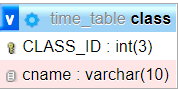 v time_table class
CLASS_ID : int(3)
cname : varchar(10)